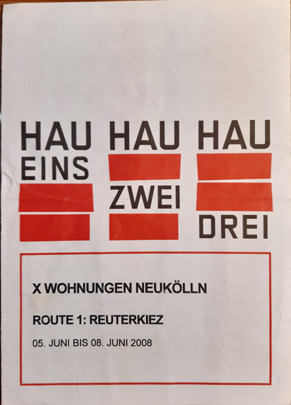 HAU HAU HAU
EINS
ZWEI
DREI
X WOHNUNGEN NEUKÖLLN
ROUTE 1: REUTERKIEZ
05. JUNI BIS 08. JUNI 2008